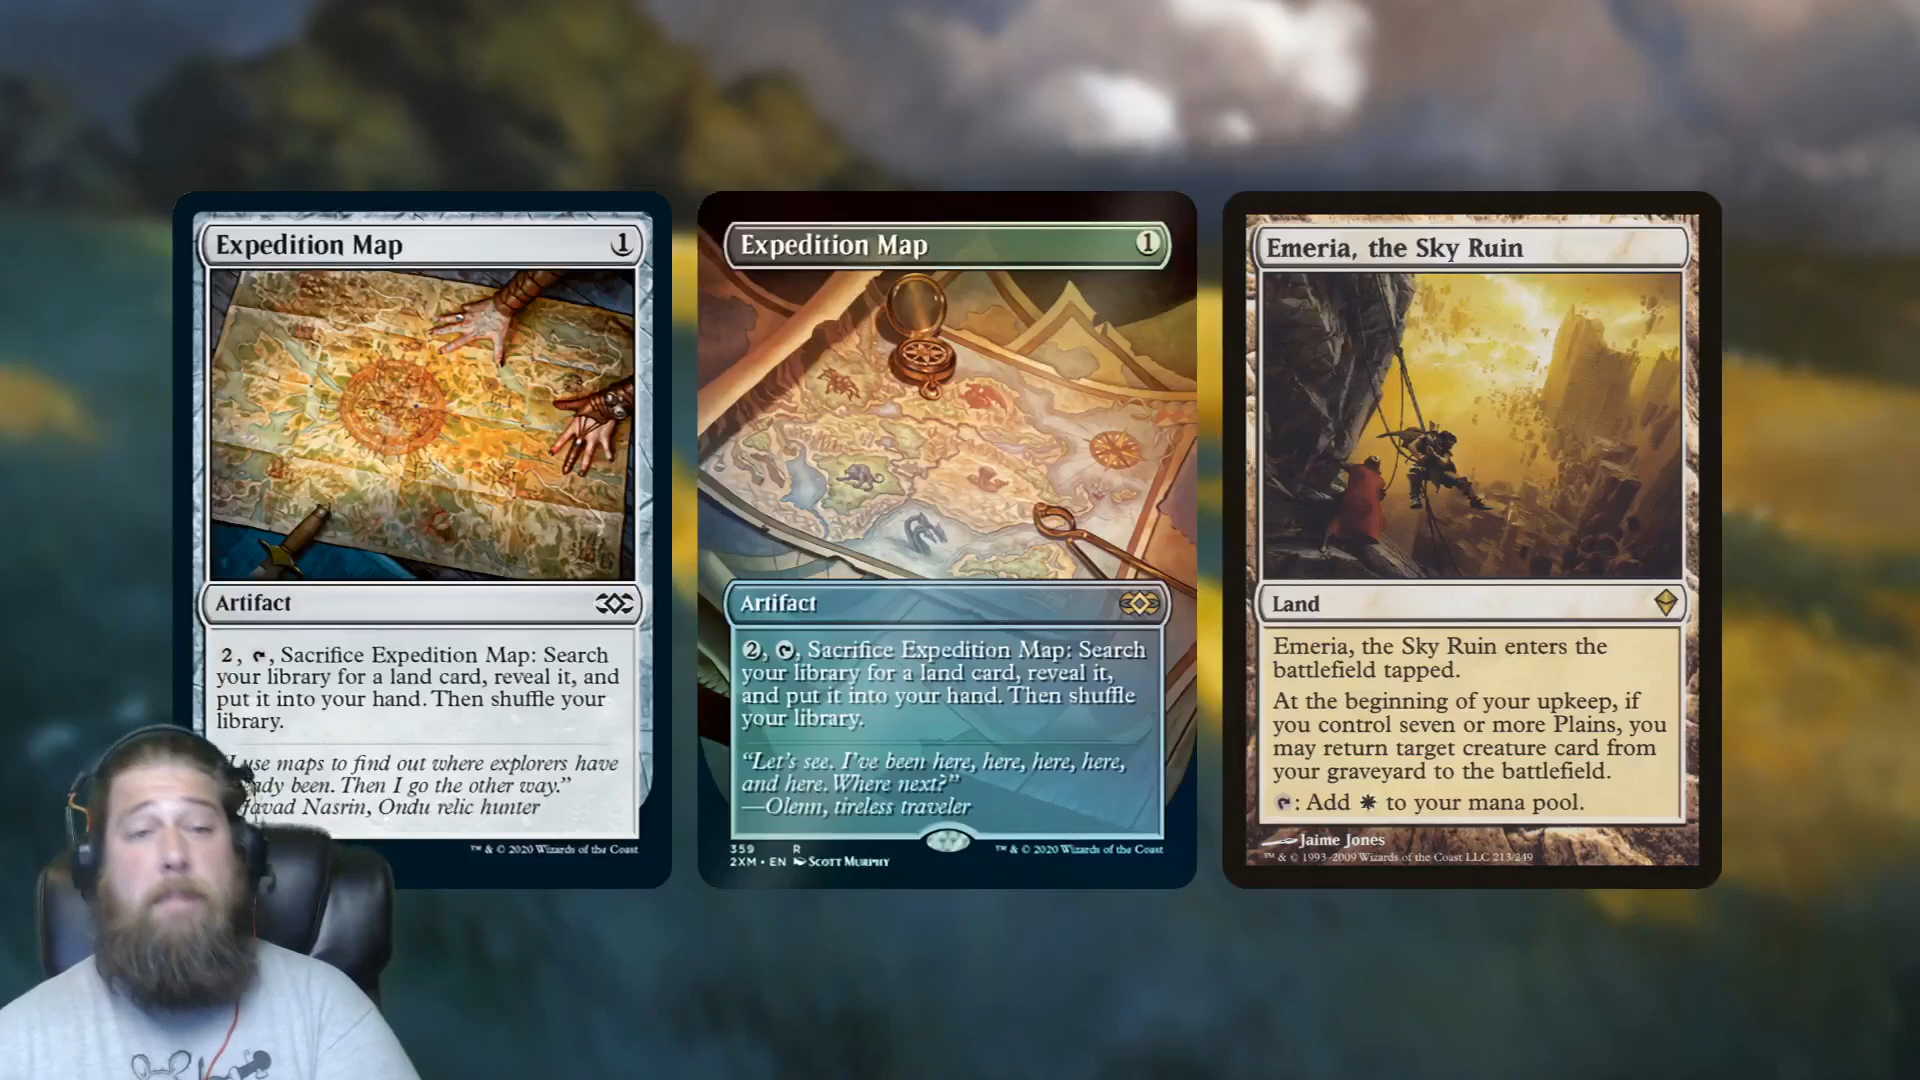 Expedition Map 1
Artifact
2, , Sacrifice Expedition Map: Search
your library for a land card, reveal it, and
put it into your hand. Then shuffle your
library.
use maps to find out where explorers have
been. Then I go the other way.”
Javad Nasrin, Ondu relic hunter
™ & © 2020 Wizards of the Coast
Expedition Map 1
Artifact
2, , Sacrifice Expedition Map: Search
your library for a land card, reveal it,
and put it into your hand. Then shuffle
your library.
“Let’s see. I’ve been here, here, here, here,
and here. Where next?”
—Olenn, tireless traveler
359 R
2XM • EN Scott Murphy ™ & © 2020 Wizards of the Coast
Emeria, the Sky Ruin
Land
Emeria, the Sky Ruin enters the
battlefield tapped.
At the beginning of your upkeep, if
you control seven or more Plains, you
may return target creature card from
your graveyard to the battlefield.
: Add to your mana pool.
Jaime Jones
™ & © 1993–2009 Wizards of the Coast LLC 213/249